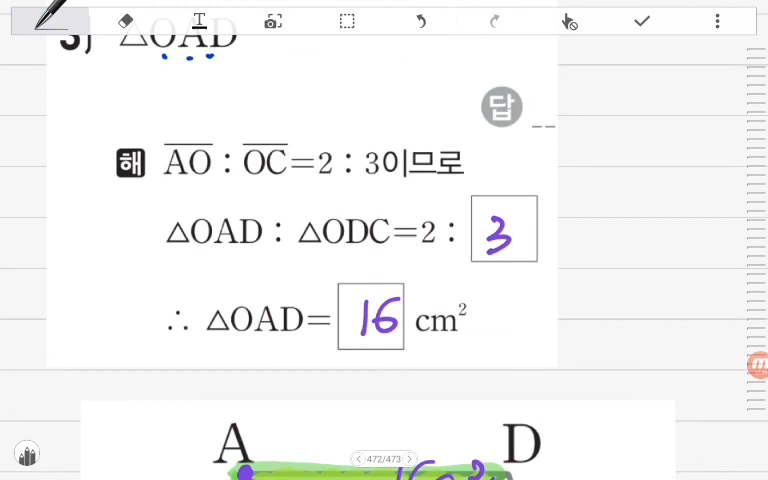 3) △OAD
답
해 AO : OC=2 : 3이므로
△OAD : △ODC=2 : 3
∴ △OAD= 16 cm²
472/473
A D